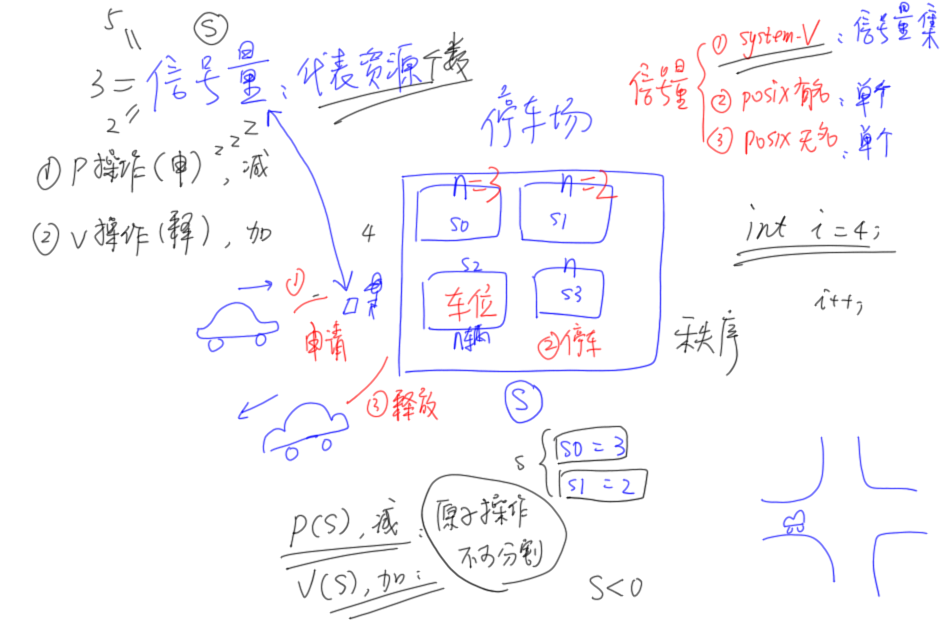 5
S
3 = 信号量：代表资源个数
2
z z z
① P操作(申)，减
② V操作(释)，加
信号量
① system-V：信号量集
② posix有名：单个
③ posix无名：单个
停车场
4
n=3
s0
n=2
s1
s2
车位
n辆
n
s3
②停车
int i=4;
i++;
秩序
①
申请
③释放
S
s
s0 = 3
s1 = 2
P(S)，减：
V(S)，加：
原子操作
不可分割
S<0